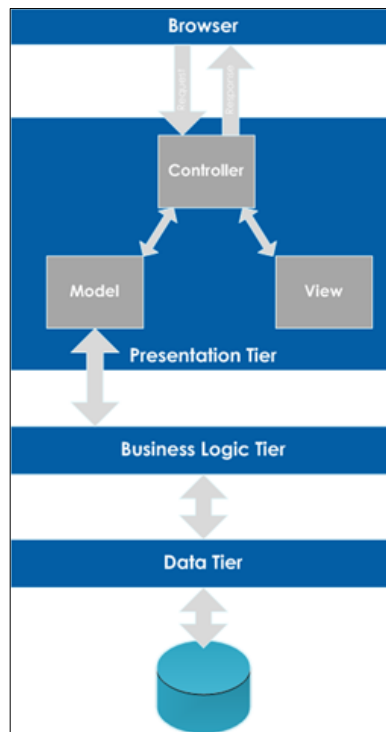 Browser
Request
Response
Controller
Model
View
Presentation Tier
Business Logic Tier
Data Tier